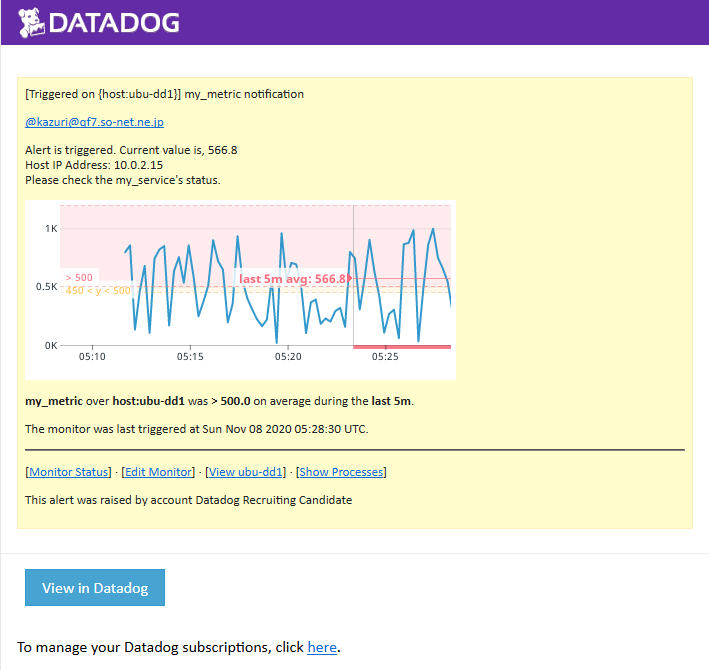 DATADOG
[Triggered on {host:ubu-dd1}] my_metric notification
@kazuri@qf7.so-net.ne.jp
Alert is triggered. Current value is, 566.8
Host IP Address: 10.0.2.15
Please check the my_service's status.
1K
> 500
last 5m avg: 566.8
0.5K
450 < y < 500
0K
05:10 05:15 05:20 05:25
my_metric over host:ubu-dd1 was > 500.0 on average during the last 5m.
The monitor was last triggered at Sun Nov 08 2020 05:28:30 UTC.
[Monitor Status] · [Edit Monitor] · [View ubu-dd1] · [Show Processes]
This alert was raised by account Datadog Recruiting Candidate
View in Datadog
To manage your Datadog subscriptions, click here.